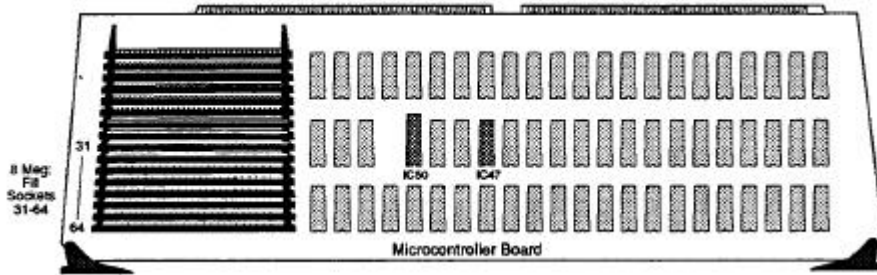 31
8 Meg:
Fill
Sockets
31-64
64
IC50
IC47
Microcontroller Board